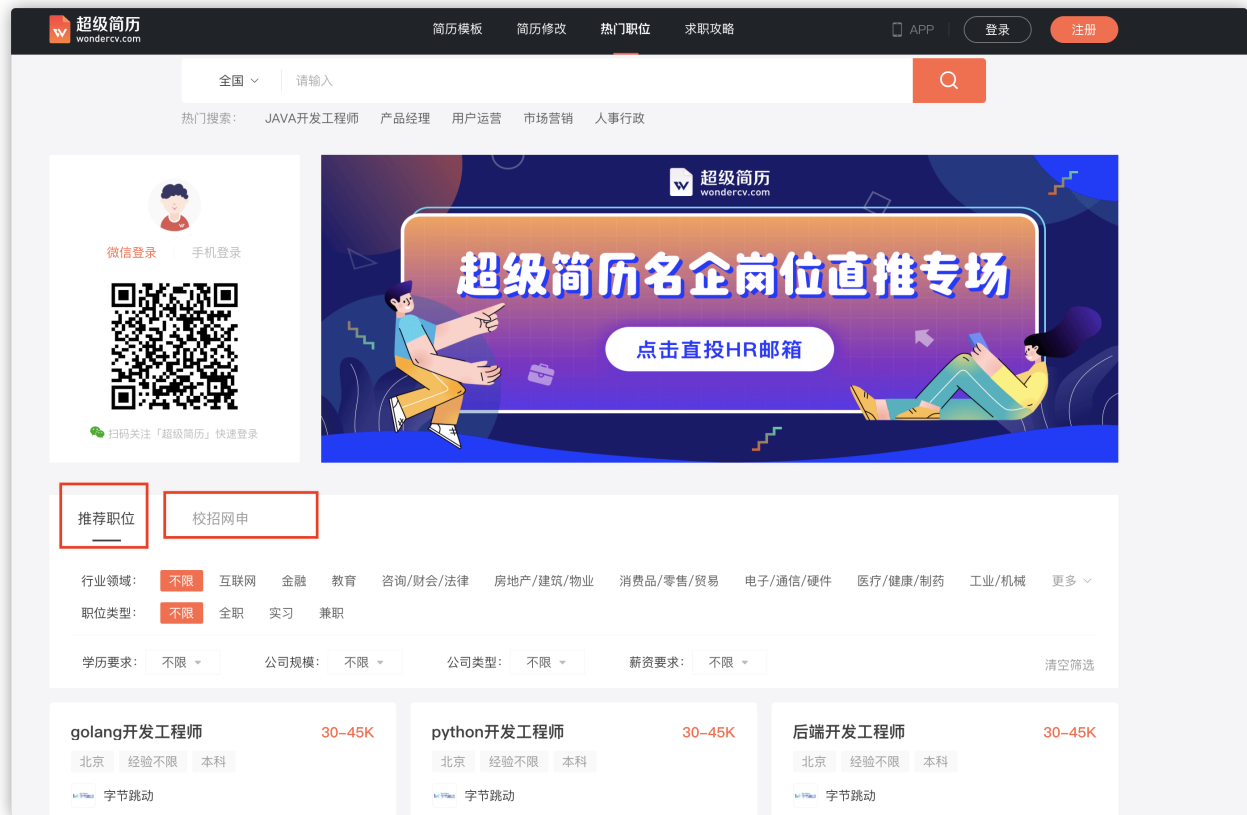 超级简历
wondercv.com
简历模板 简历修改 热门职位 求职攻略 APP 登录 注册
全国 请输入
热门搜索: JAVA开发工程师 产品经理 用户运营 市场营销 人事行政
微信登录 手机登录
扫码关注「超级简历」快速登录
超级简历
wondercv.com
超级简历名企岗位直推专场
点击直投HR邮箱
推荐职位 校招网申
行业领域: 不限 互联网 金融 教育 咨询/财会/法律 房地产/建筑/物业 消费品/零售/贸易 电子/通信/硬件 医疗/健康/制药 工业/机械 更多
职位类型: 不限 全职 实习 兼职
学历要求: 不限 公司规模: 不限 公司类型: 不限 薪资要求: 不限 清空筛选
golang开发工程师 30-45K python开发工程师 30-45K 后端开发工程师 30-45K
北京 经验不限 本科 北京 经验不限 本科 北京 经验不限 本科
字节跳动 字节跳动 字节跳动